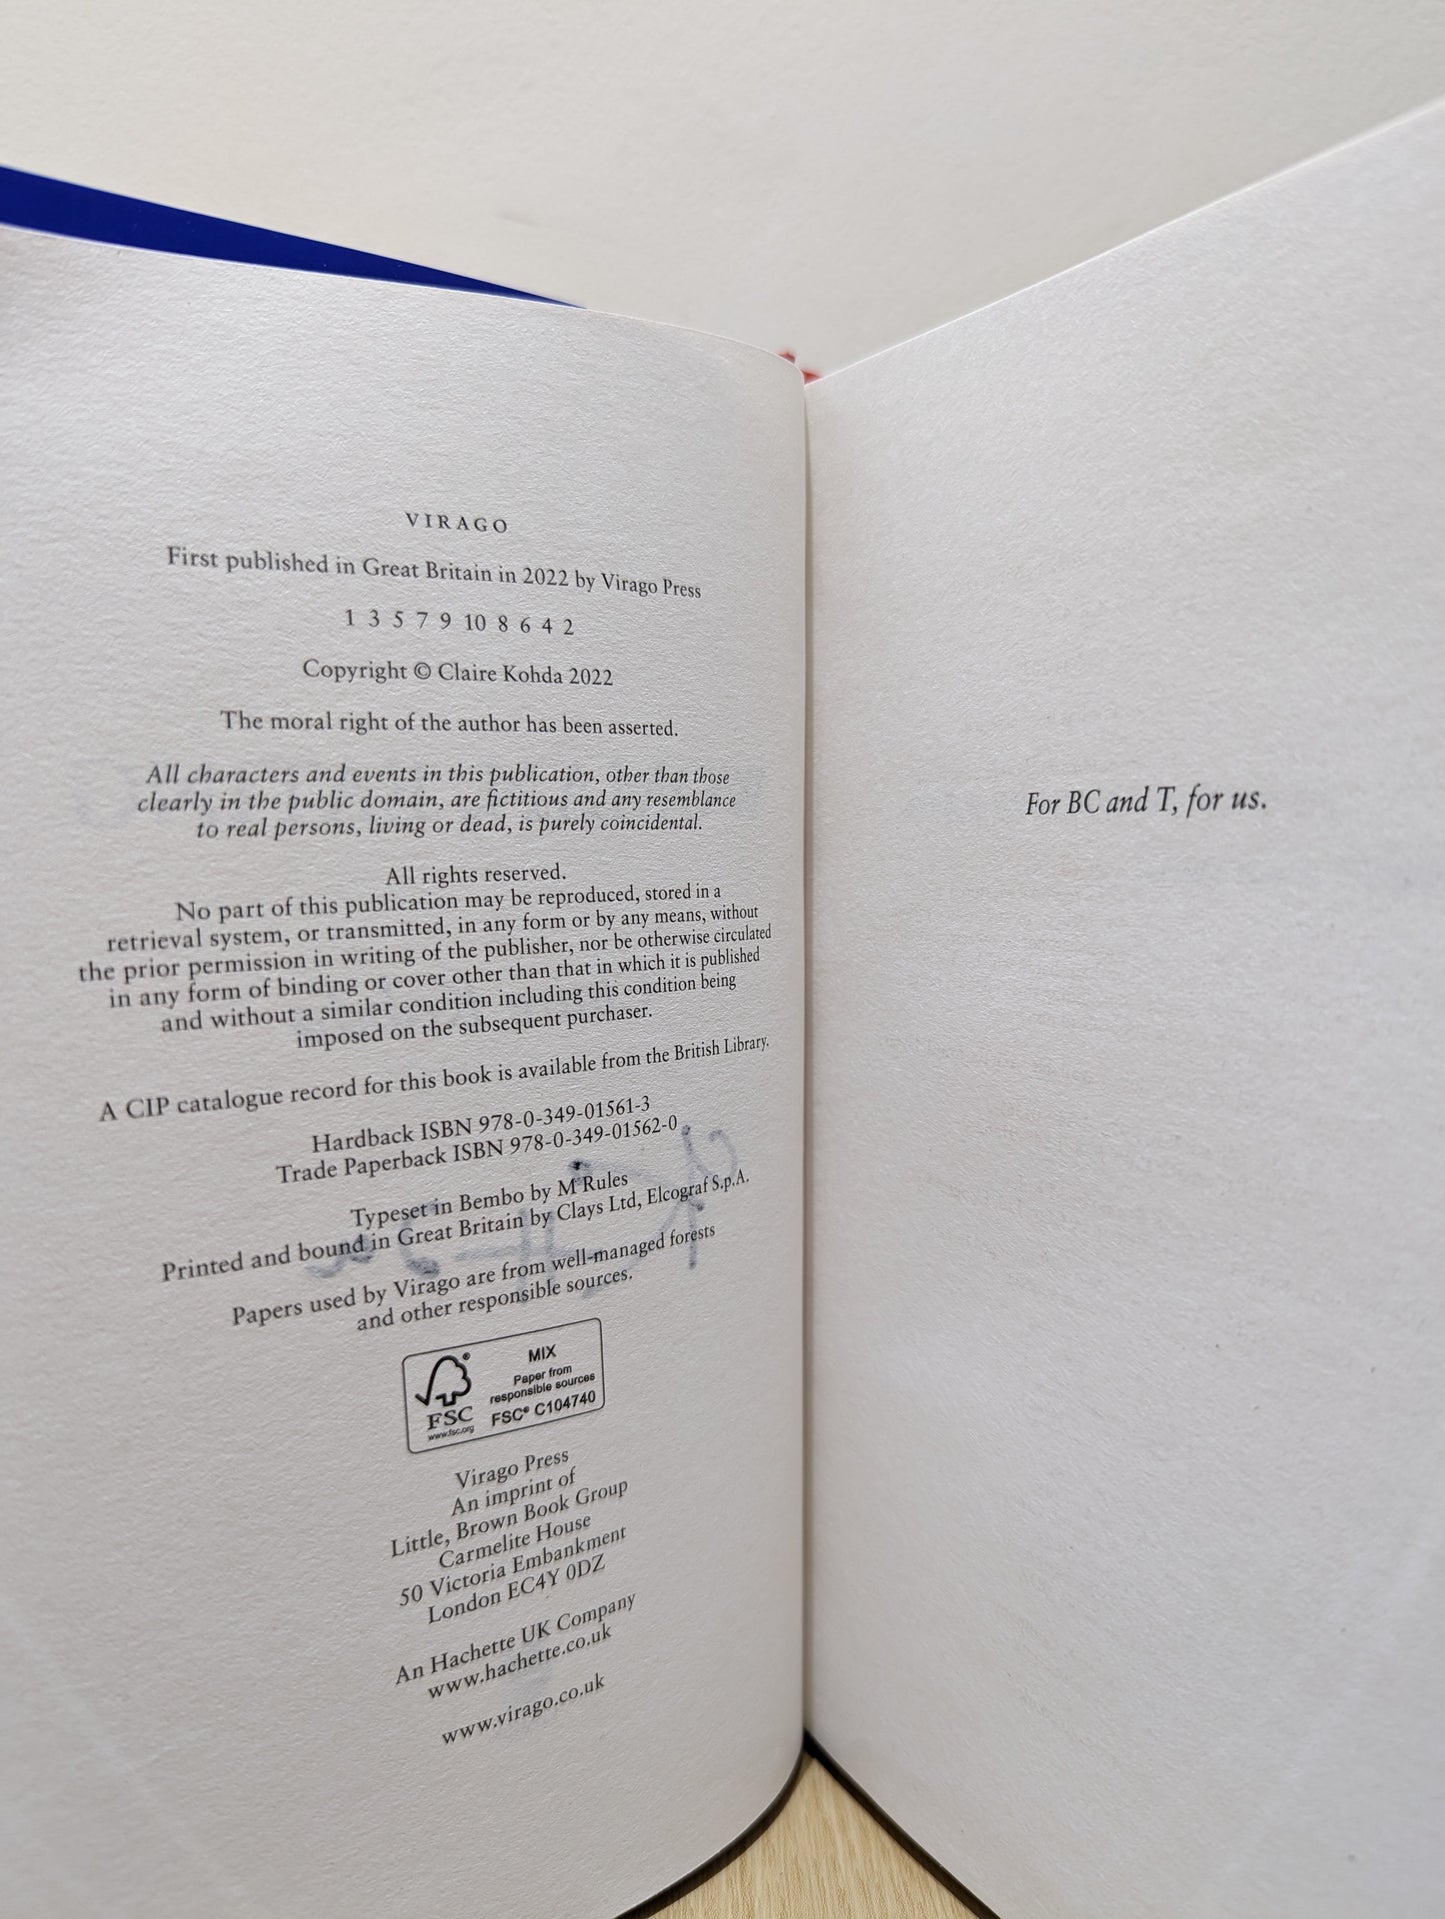 VIRAGO
First published in Great Britain in 2022 by Virago Press
1 3 5 7 9 10 8 6 4 2
Copyright © Claire Kohda 2022
The moral right of the author has been asserted.
All characters and events in this publication, other than those
clearly in the public domain, are fictitious and any resemblance
to real persons, living or dead, is purely coincidental.
All rights reserved.
No part of this publication may be reproduced, stored in a
retrieval system, or transmitted, in any form or by any means, without
the prior permission in writing of the publisher, nor be otherwise circulated
in any form of binding or cover other than that in which it is published
and without a similar condition including this condition being
imposed on the subsequent purchaser.
A CIP catalogue record for this book is available from the British Library.
Hardback ISBN 978-0-349-01561-3
Trade Paperback ISBN 978-0-349-01562-0
Typeset in Bembo by M Rules
Printed and bound in Great Britain by Clays Ltd, Elcograf S.p.A.
Papers used by Virago are from well-managed forests
and other responsible sources.
MIX
Paper from
responsible sources
FSC® C104740
®
FSC
www.fsc.org
Virago Press
An imprint of
Little, Brown Book Group
Carmelite House
50 Victoria Embankment
London EC4Y 0DZ
An Hachette UK Company
www.hachette.co.uk
www.virago.co.uk
For BC and T, for us.